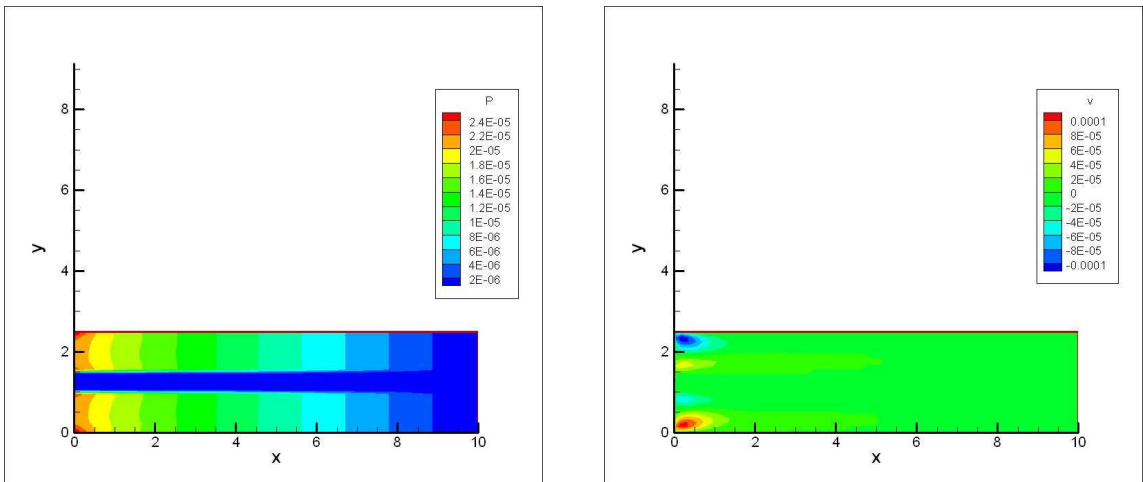 P
2.4E-05
2.2E-05
2E-05
1.8E-05
1.6E-05
1.4E-05
1.2E-05
1E-05
8E-06
6E-06
4E-06
2E-06
8
6
4
2
0
y
0 2 4 6 8 10
x
v
0.0001
8E-05
6E-05
4E-05
2E-05
0
-2E-05
-4E-05
-6E-05
-8E-05
-0.0001
8
6
4
2
0
y
0 2 4 6 8 10
x